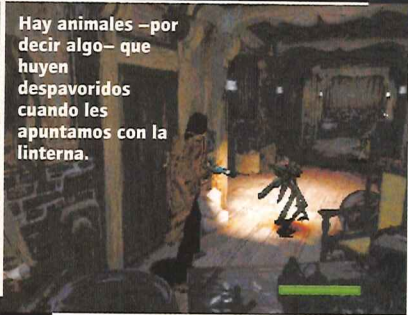 Hay animales —por
decir algo— que
huyen
despavoridos
cuando les
apuntamos con la
linterna.